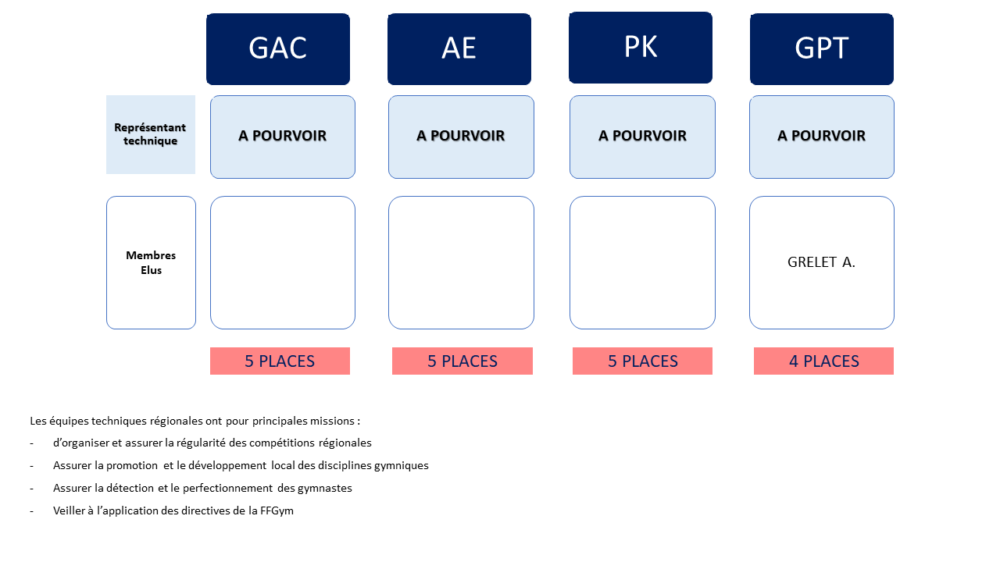 GAC AE PK GPT
Représentant
technique
A POURVOIR A POURVOIR A POURVOIR A POURVOIR
Membres
Elus
GRELET A.
5 PLACES 5 PLACES 5 PLACES 4 PLACES
Les équipes techniques régionales ont pour principales missions :
- d’organiser et assurer la régularité des compétitions régionales
- Assurer la promotion et le développement local des disciplines gymniques
- Assurer la détection et le perfectionnement des gymnastes
- Veiller à l’application des directives de la FFGym